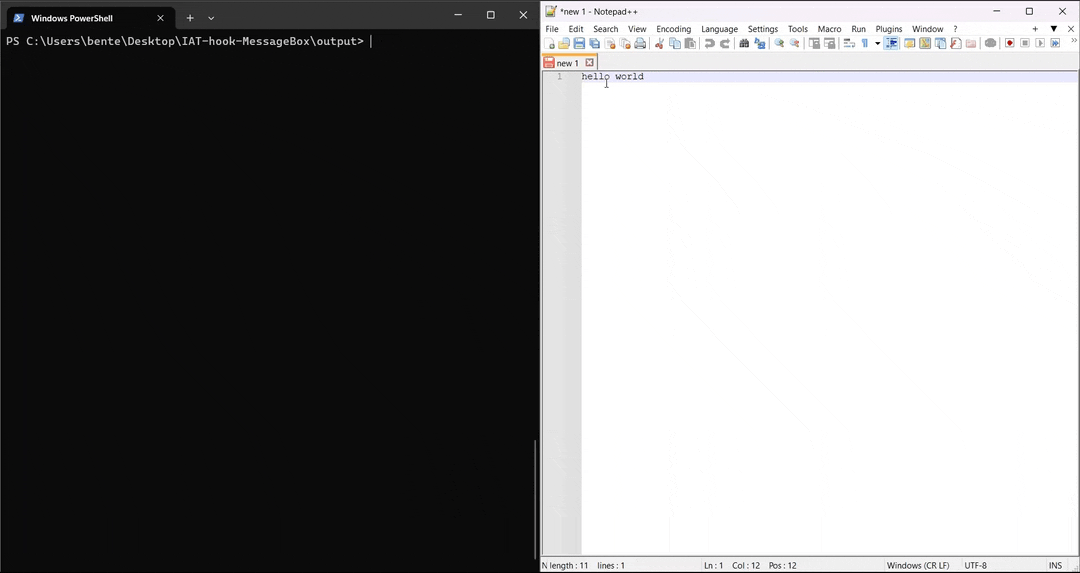 Windows PowerShell
PS C:\Users\bente\Desktop\IAT-hook-MessageBox\output>
*new 1 - Notepad++
File Edit Search View Encoding Language Settings Tools Macro Run Plugins Window ?
new 1
1 hello world
N length : 11 lines : 1 Ln : 1 Col : 12 Pos : 12 Windows (CR LF) UTF-8 INS